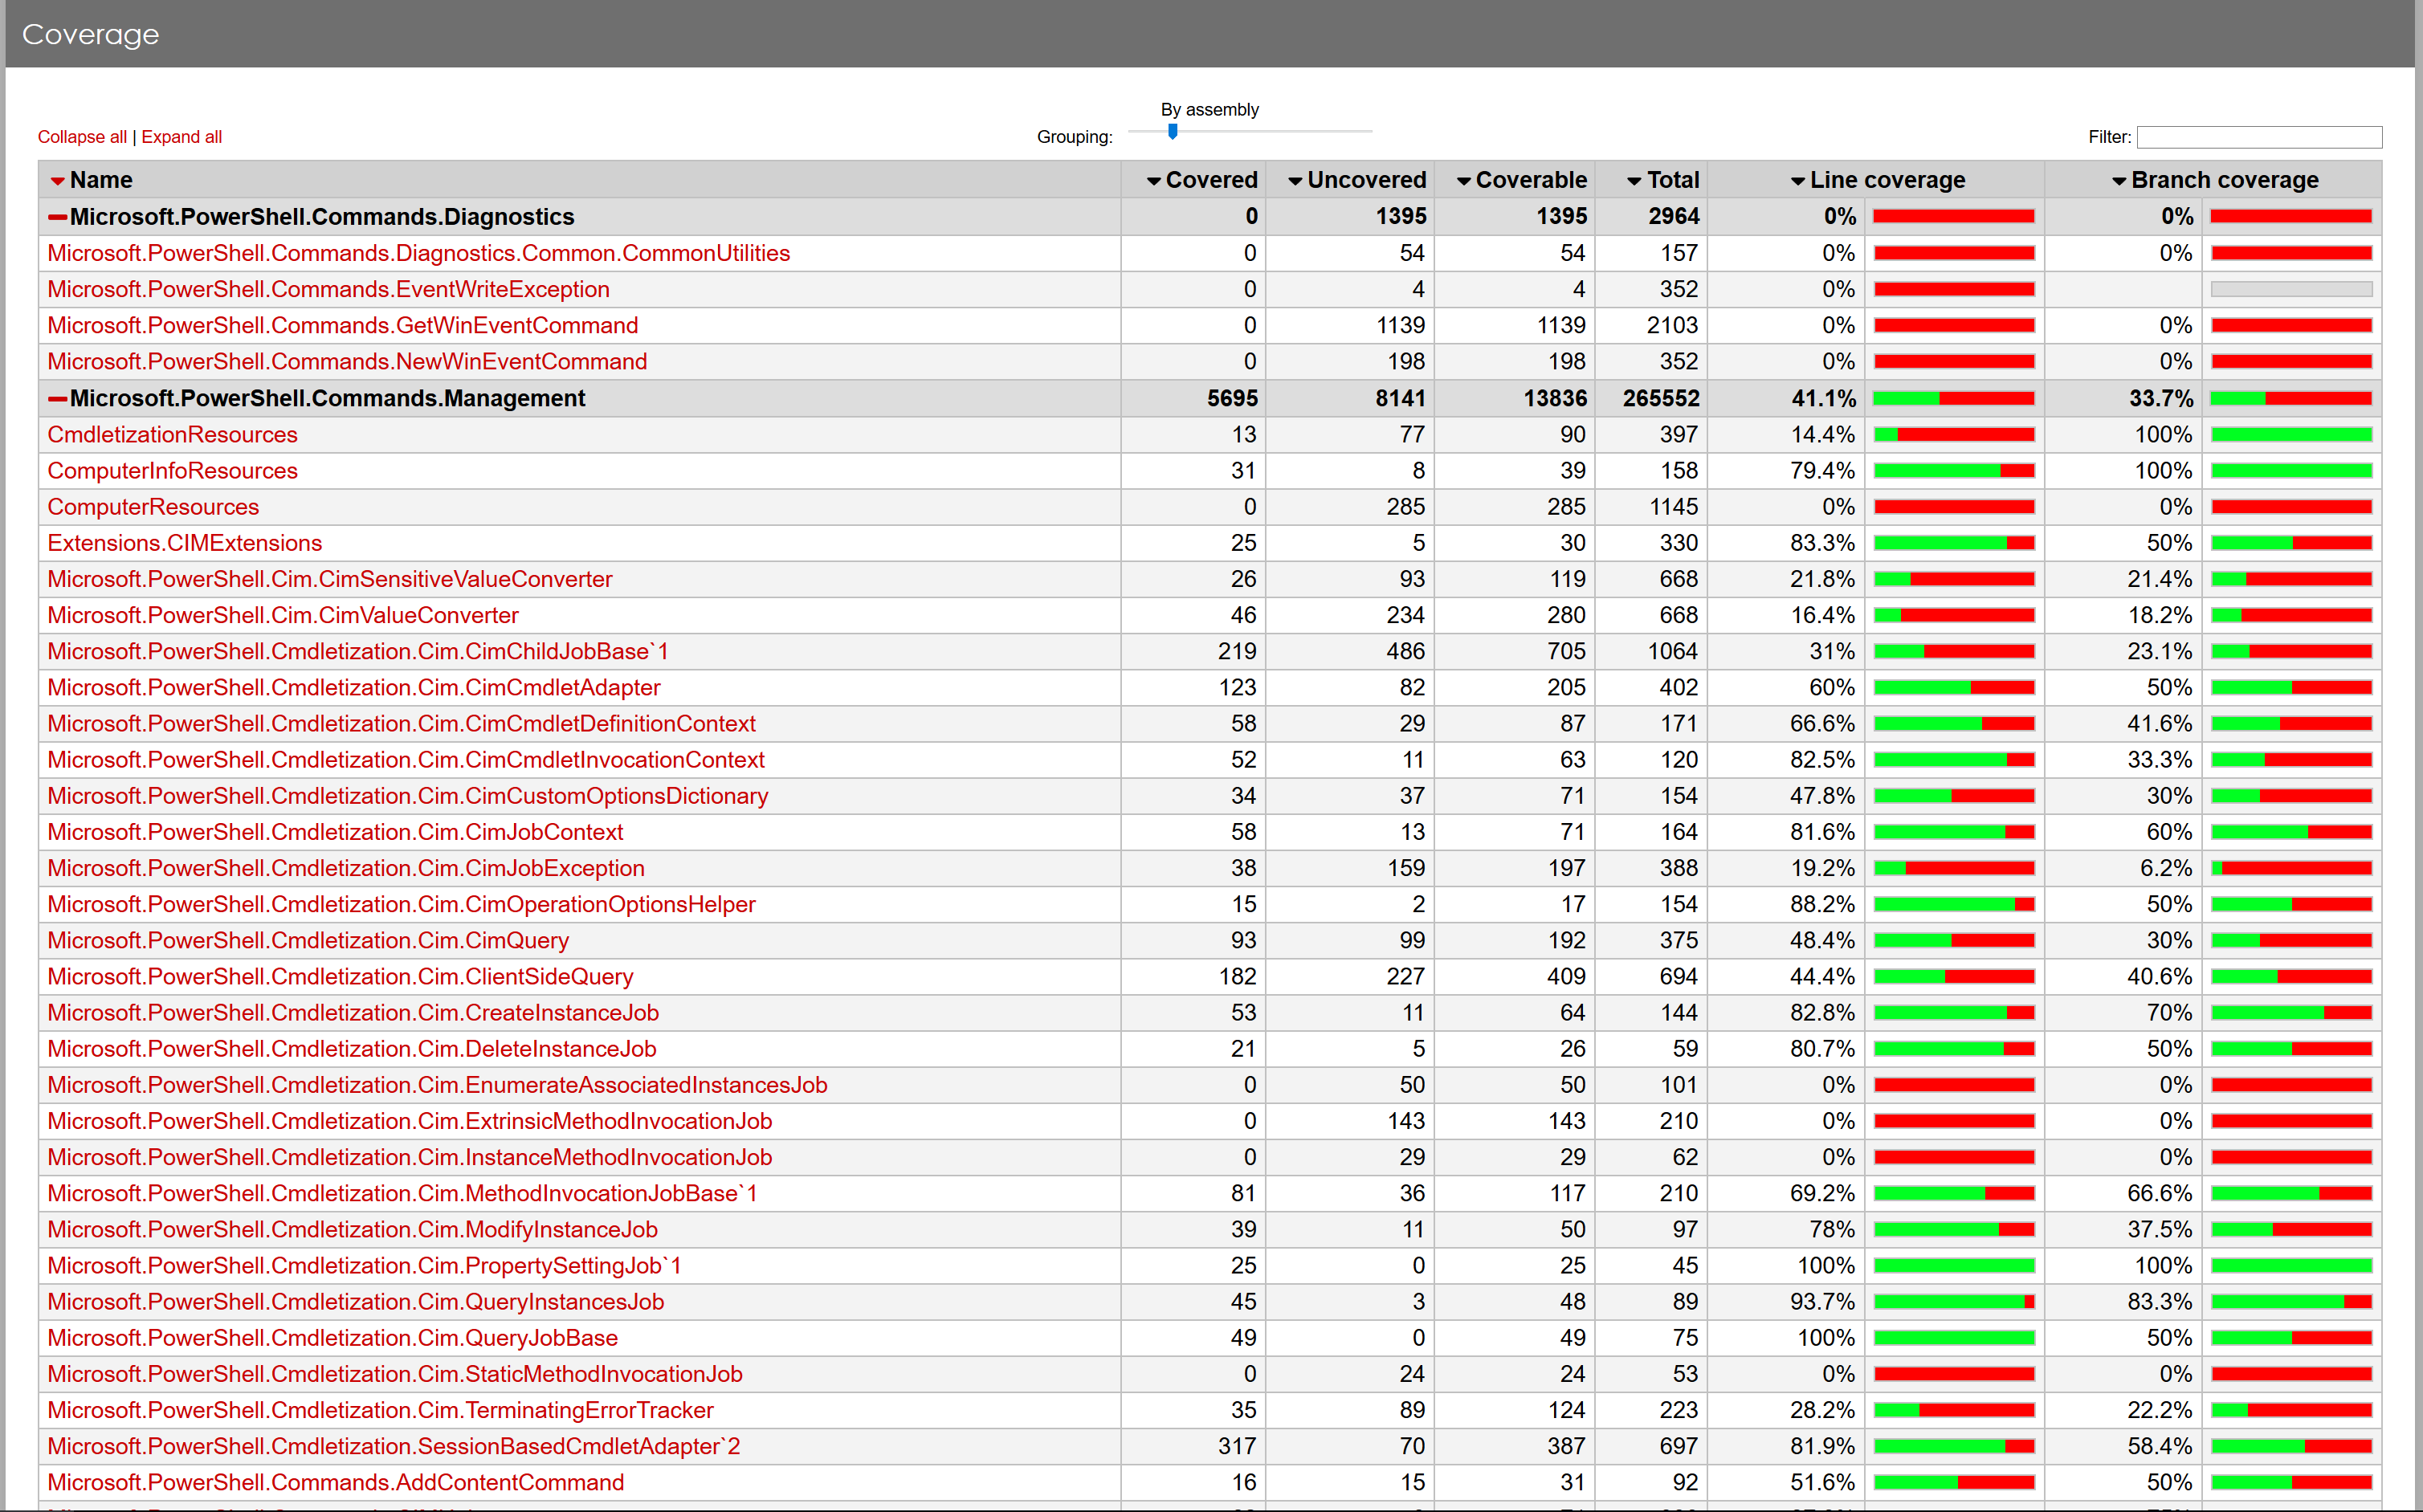 Coverage
By assembly
Collapse all | Expand all Grouping: Filter:
Name Covered Uncovered Coverable Total Line coverage Branch coverage
Microsoft.PowerShell.Commands.Diagnostics 0 1395 1395 2964 0% 0%
Microsoft.PowerShell.Commands.Diagnostics.Common.CommonUtilities 0 54 54 157 0% 0%
Microsoft.PowerShell.Commands.EventWriteException 0 4 4 352 0%
Microsoft.PowerShell.Commands.GetWinEventCommand 0 1139 1139 2103 0% 0%
Microsoft.PowerShell.Commands.NewWinEventCommand 0 198 198 352 0% 0%
Microsoft.PowerShell.Commands.Management 5695 8141 13836 265552 41.1% 33.7%
CmdletizationResources 13 77 90 397 14.4% 100%
ComputerInfoResources 31 8 39 158 79.4% 100%
ComputerResources 0 285 285 1145 0% 0%
Extensions.CIMExtensions 25 5 30 330 83.3% 50%
Microsoft.PowerShell.Cim.CimSensitiveValueConverter 26 93 119 668 21.8% 21.4%
Microsoft.PowerShell.Cim.CimValueConverter 46 234 280 668 16.4% 18.2%
Microsoft.PowerShell.Cmdletization.Cim.CimChildJobBase`1 219 486 705 1064 31% 23.1%
Microsoft.PowerShell.Cmdletization.Cim.CimCmdletAdapter 123 82 205 402 60% 50%
Microsoft.PowerShell.Cmdletization.Cim.CimCmdletDefinitionContext 58 29 87 171 66.6% 41.6%
Microsoft.PowerShell.Cmdletization.Cim.CimCmdletInvocationContext 52 11 63 120 82.5% 33.3%
Microsoft.PowerShell.Cmdletization.Cim.CimCustomOptionsDictionary 34 37 71 154 47.8% 30%
Microsoft.PowerShell.Cmdletization.Cim.CimJobContext 58 13 71 164 81.6% 60%
Microsoft.PowerShell.Cmdletization.Cim.CimJobException 38 159 197 388 19.2% 6.2%
Microsoft.PowerShell.Cmdletization.Cim.CimOperationOptionsHelper 15 2 17 154 88.2% 50%
Microsoft.PowerShell.Cmdletization.Cim.CimQuery 93 99 192 375 48.4% 30%
Microsoft.PowerShell.Cmdletization.Cim.ClientSideQuery 182 227 409 694 44.4% 40.6%
Microsoft.PowerShell.Cmdletization.Cim.CreateInstanceJob 53 11 64 144 82.8% 70%
Microsoft.PowerShell.Cmdletization.Cim.DeleteInstanceJob 21 5 26 59 80.7% 50%
Microsoft.PowerShell.Cmdletization.Cim.EnumerateAssociatedInstancesJob 0 50 50 101 0% 0%
Microsoft.PowerShell.Cmdletization.Cim.ExtrinsicMethodInvocationJob 0 143 143 210 0% 0%
Microsoft.PowerShell.Cmdletization.Cim.InstanceMethodInvocationJob 0 29 29 62 0% 0%
Microsoft.PowerShell.Cmdletization.Cim.MethodInvocationJobBase`1 81 36 117 210 69.2% 66.6%
Microsoft.PowerShell.Cmdletization.Cim.ModifyInstanceJob 39 11 50 97 78% 37.5%
Microsoft.PowerShell.Cmdletization.Cim.PropertySettingJob`1 25 0 25 45 100% 100%
Microsoft.PowerShell.Cmdletization.Cim.QueryInstancesJob 45 3 48 89 93.7% 83.3%
Microsoft.PowerShell.Cmdletization.Cim.QueryJobBase 49 0 49 75 100% 50%
Microsoft.PowerShell.Cmdletization.Cim.StaticMethodInvocationJob 0 24 24 53 0% 0%
Microsoft.PowerShell.Cmdletization.Cim.TerminatingErrorTracker 35 89 124 223 28.2% 22.2%
Microsoft.PowerShell.Cmdletization.SessionBasedCmdletAdapter`2 317 70 387 697 81.9% 58.4%
Microsoft.PowerShell.Commands.AddContentCommand 16 15 31 92 51.6% 50%